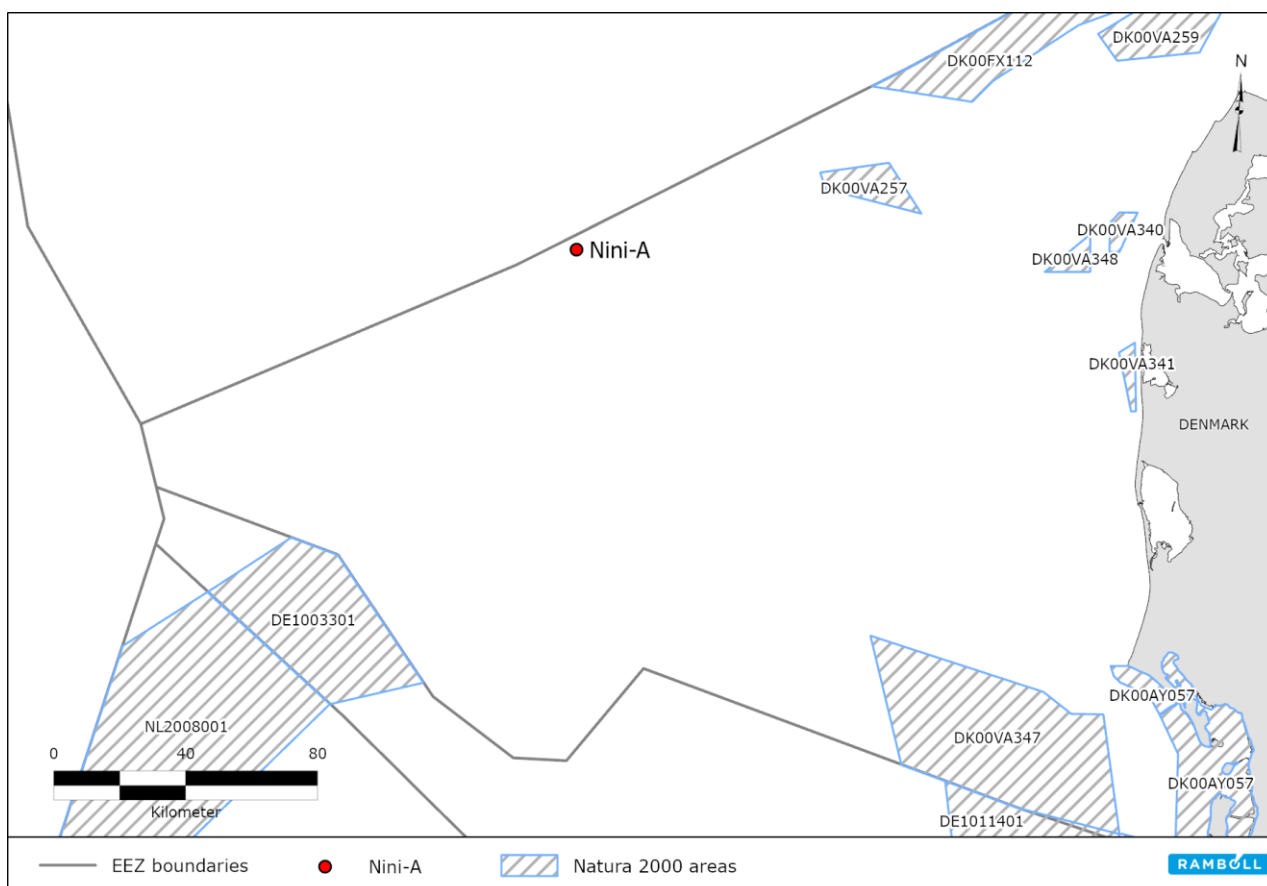 DK00VA259
DK00FX112
N
DK00VA257
DK00VA340
Nini-A
DK00VA348
DK00VA341
DENMARK
DE1003301
DK00AY057
NL2008001
DK00VA347
0 40 80
DK00AY057
Kilometer
DE1011401
EEZ boundaries
Nini-A
Natura 2000 areas
RAMBOLL